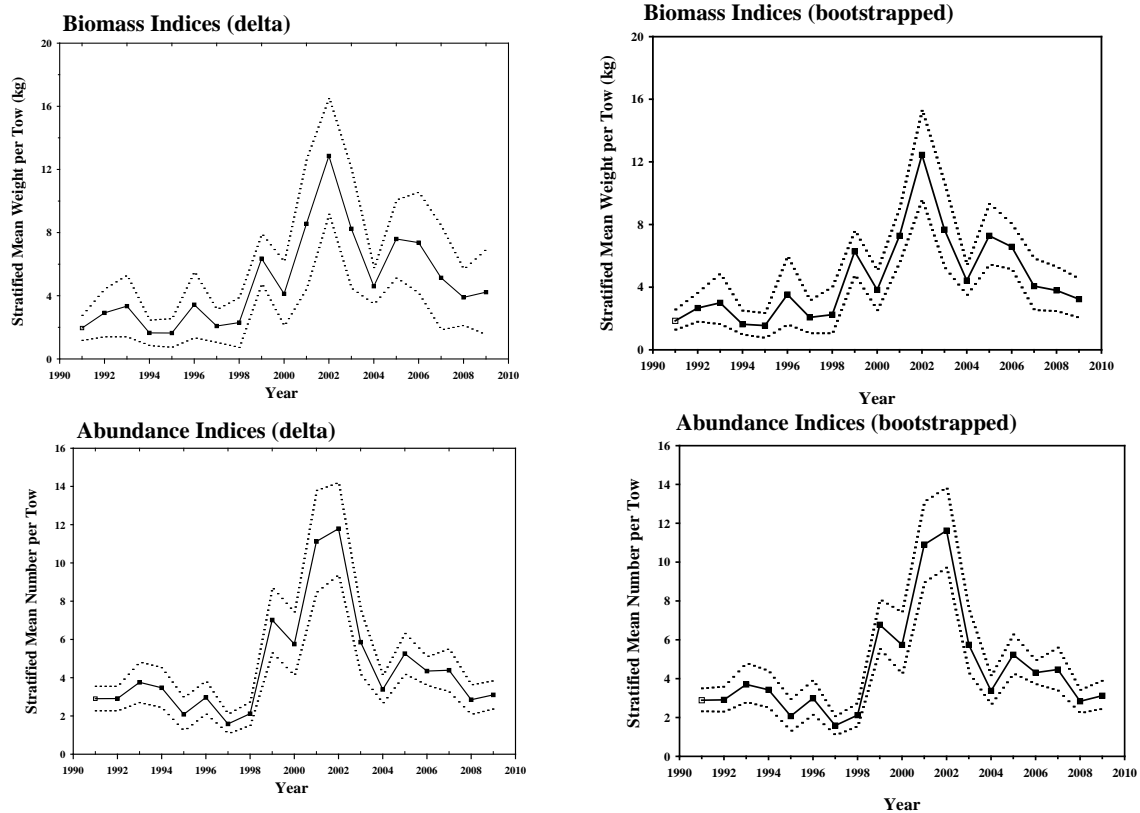 Biomass Indices (delta)
Stratified Mean Weight per Tow (kg)
20
16
12
8
4
0
1990 1992 1994 1996 1998 2000 2002 2004 2006 2008 2010
Year
Biomass Indices (bootstrapped)
Stratified Mean Weight per Tow (kg)
20
16
12
8
4
0
1990 1992 1994 1996 1998 2000 2002 2004 2006 2008 2010
Year
Abundance Indices (delta)
Stratified Mean Number per Tow
16
14
12
10
8
6
4
2
0
1990 1992 1994 1996 1998 2000 2002 2004 2006 2008 2010
Year
Abundance Indices (bootstrapped)
Stratified Mean Number per Tow
16
14
12
10
8
6
4
2
0
1990 1992 1994 1996 1998 2000 2002 2004 2006 2008 2010
Year